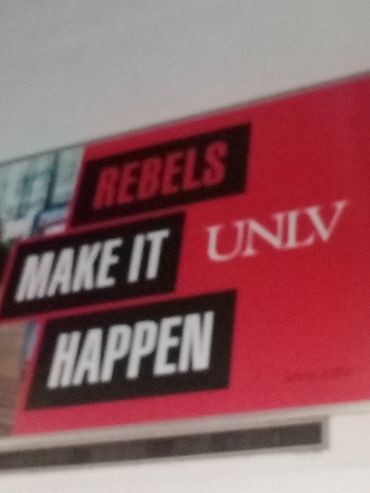 REBELS
MAKE IT
HAPPEN
UNLV